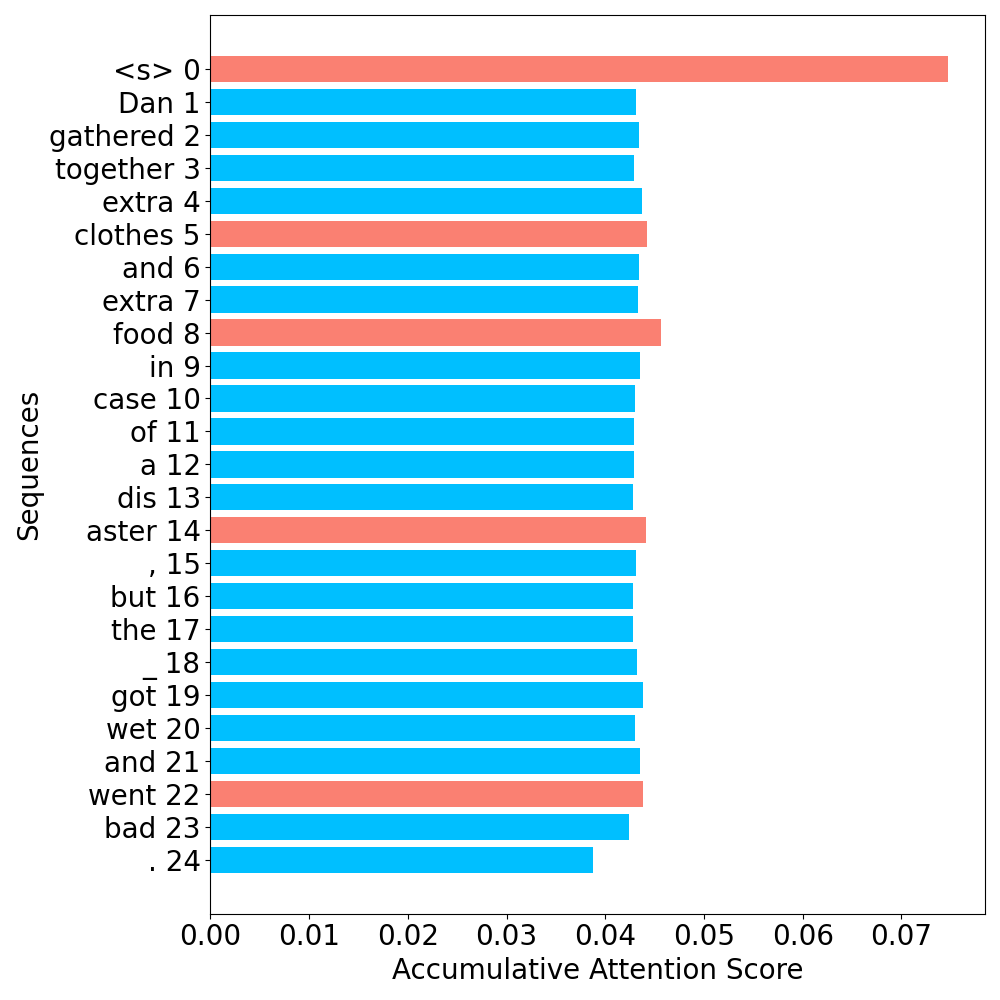 <s> 0
Dan 1
gathered 2
together 3
extra 4
clothes 5
and 6
extra 7
food 8
in 9
case 10
of 11
a 12
dis 13
aster 14
, 15
but 16
the 17
_ 18
got 19
wet 20
and 21
went 22
bad 23
. 24
Sequences
0.00 0.01 0.02 0.03 0.04 0.05 0.06 0.07
Accumulative Attention Score